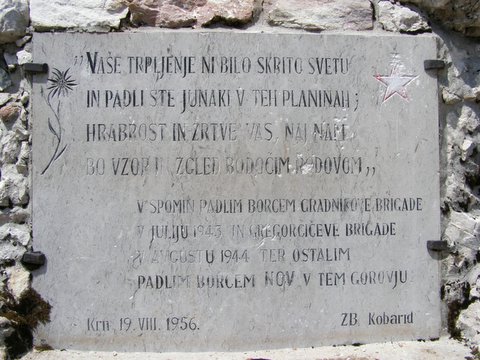 „VAŠE TRPLJENJE NI BILO SKRITO SVETU
IN PADLI STE JUNAKI V TEH PLANINAH;
HRABROST IN ŽRTVE VAS, NAJ NAM
BO VZOR IN ZGLED BODOČIM RODOVOM„
V SPOMIN PADLIM BORCEM GRADNIKOVE BRIGADE
V JULIJU 1943 IN GREGORČIČEVE BRIGADE
V AVGUSTU 1944 TER OSTALIM
PADLIM BORCEM NOV V TEM GOROVJU
Krn, 19. VIII. 1956.
ZB Kobarid